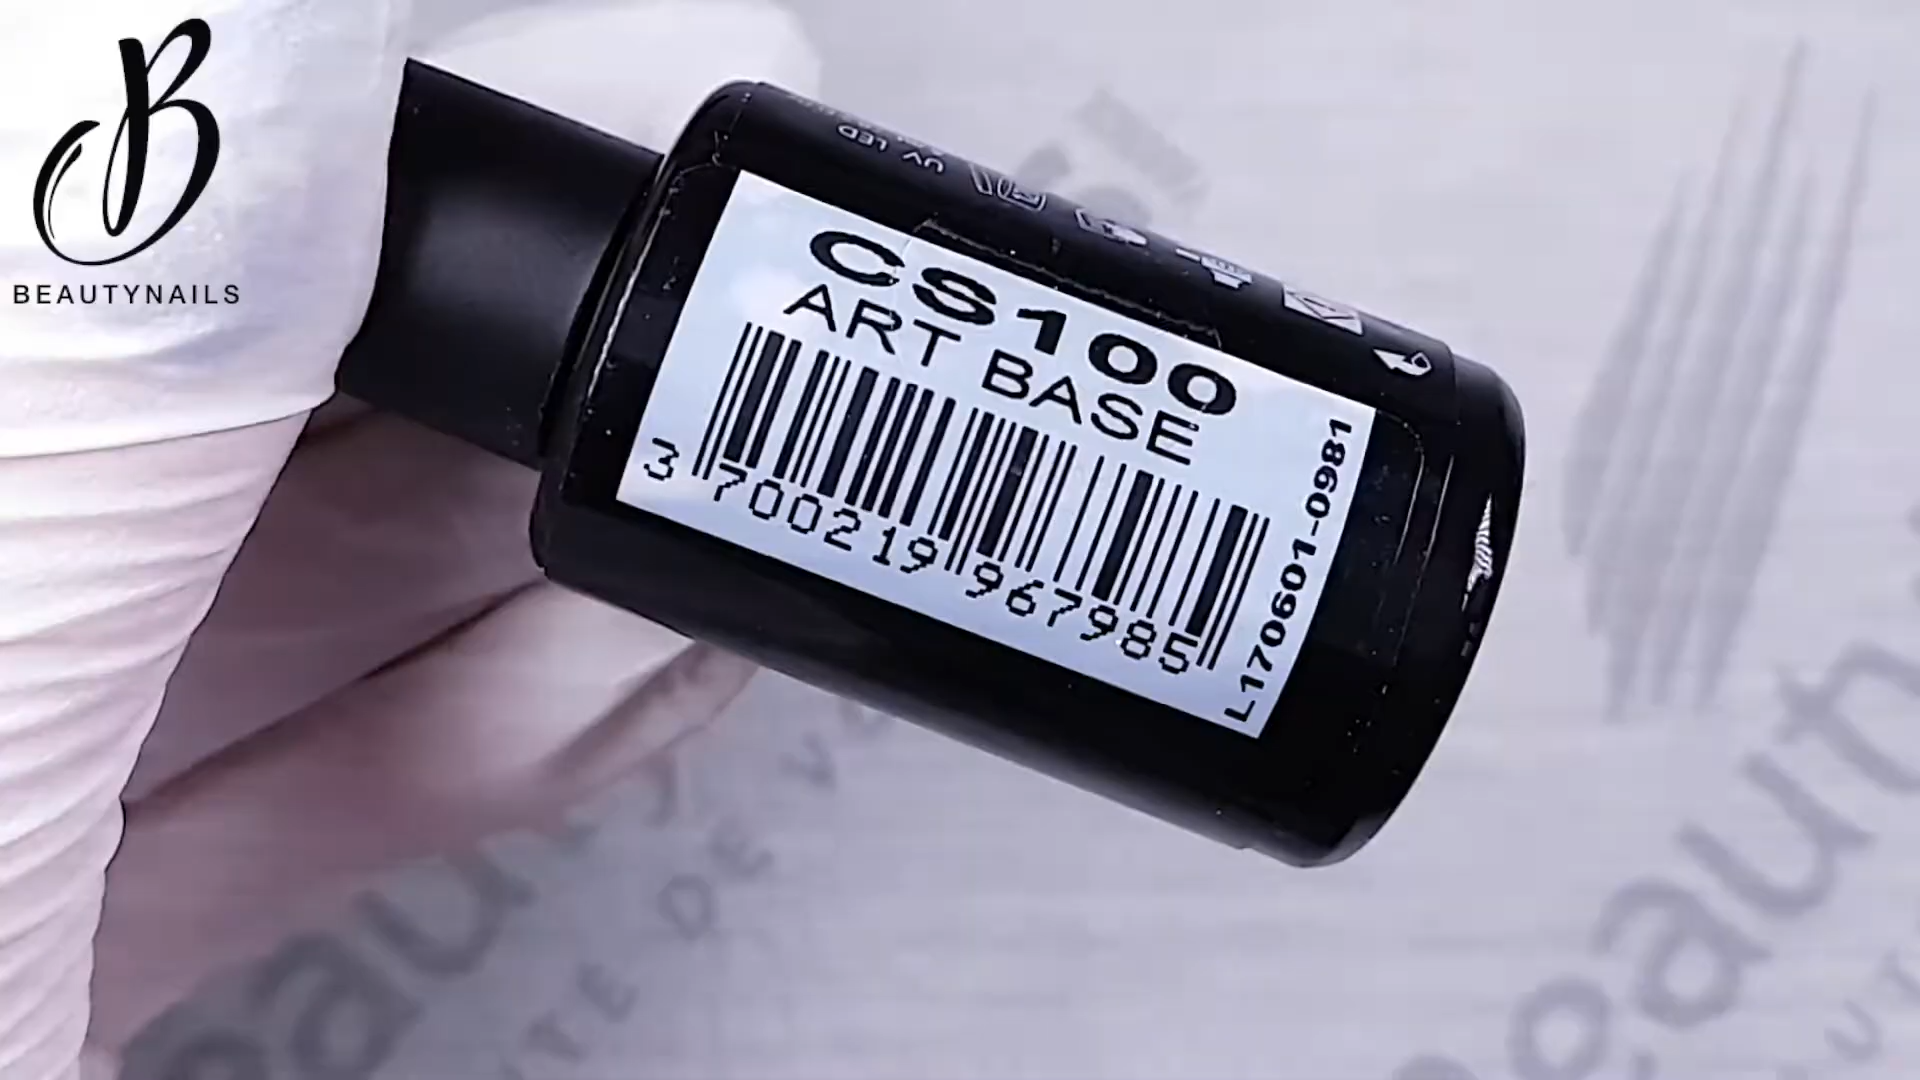 B
BEAUTYNAILS
UV LED
CS100
ART BASE
3 700219 967985
L170601-0981